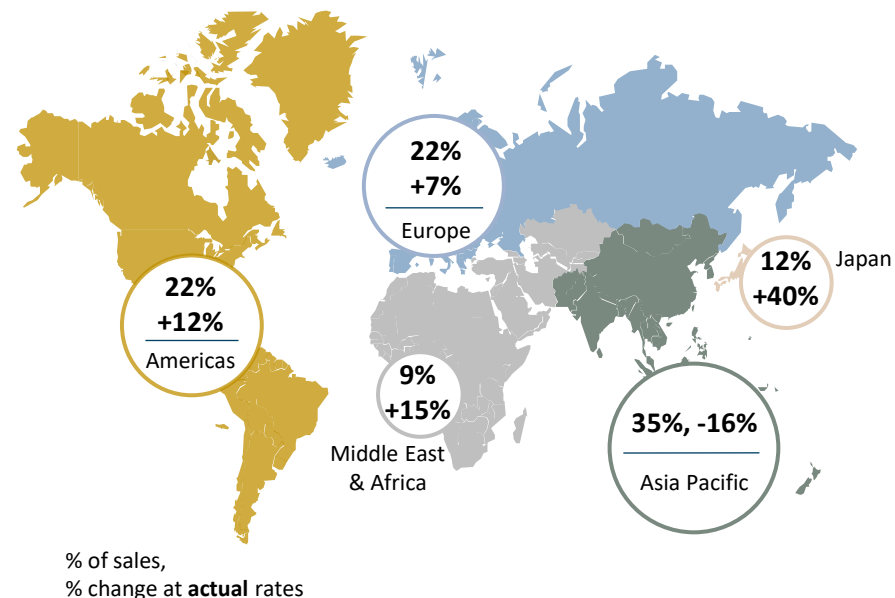 22%
+7%
Europe
22%
+12%
Americas
12%
+40%
Japan
9%
+15%
Middle East
& Africa
35%, -16%
Asia Pacific
% of sales,
% change at actual rates